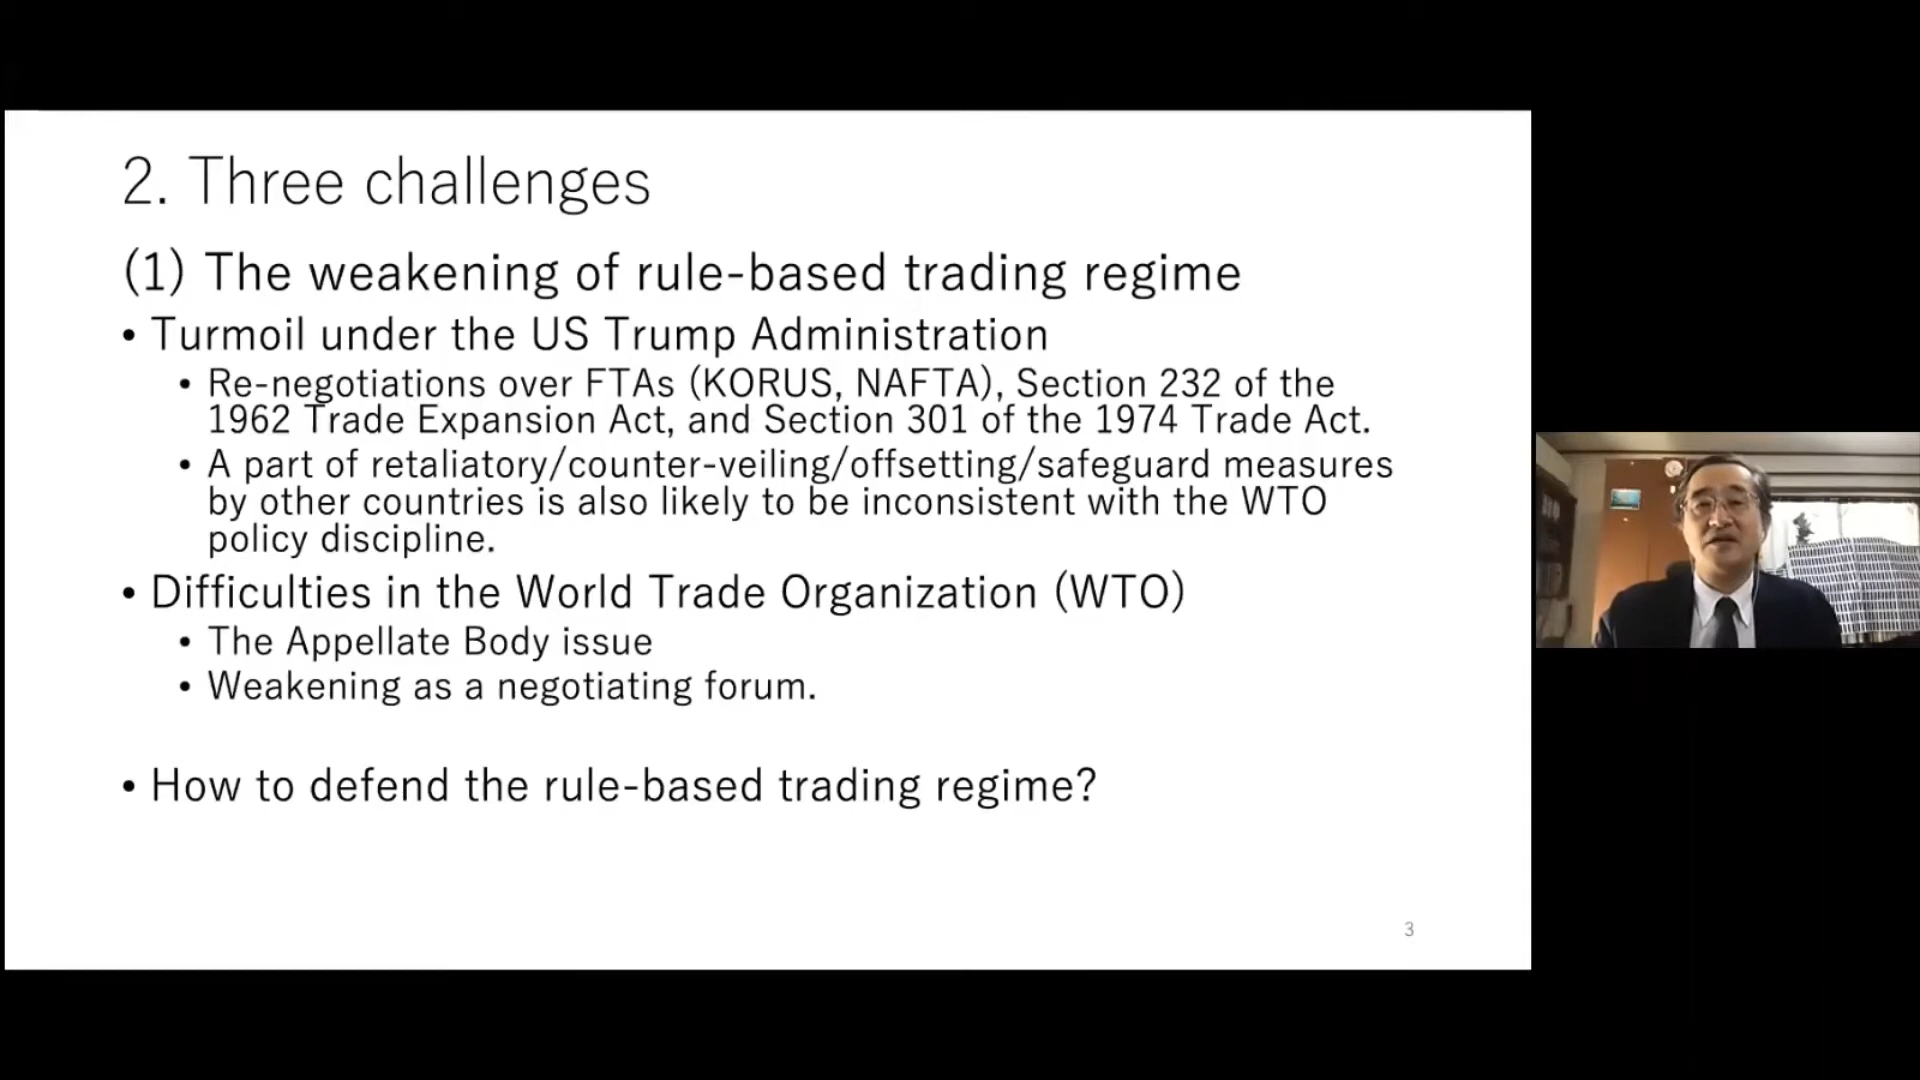 2. Three challenges
(1) The weakening of rule-based trading regime
• Turmoil under the US Trump Administration
• Re-negotiations over FTAs (KORUS, NAFTA), Section 232 of the
1962 Trade Expansion Act, and Section 301 of the 1974 Trade Act.
• A part of retaliatory/counter-veiling/offsetting/safeguard measures
by other countries is also likely to be inconsistent with the WTO
policy discipline.
• Difficulties in the World Trade Organization (WTO)
• The Appellate Body issue
• Weakening as a negotiating forum.
• How to defend the rule-based trading regime?
3